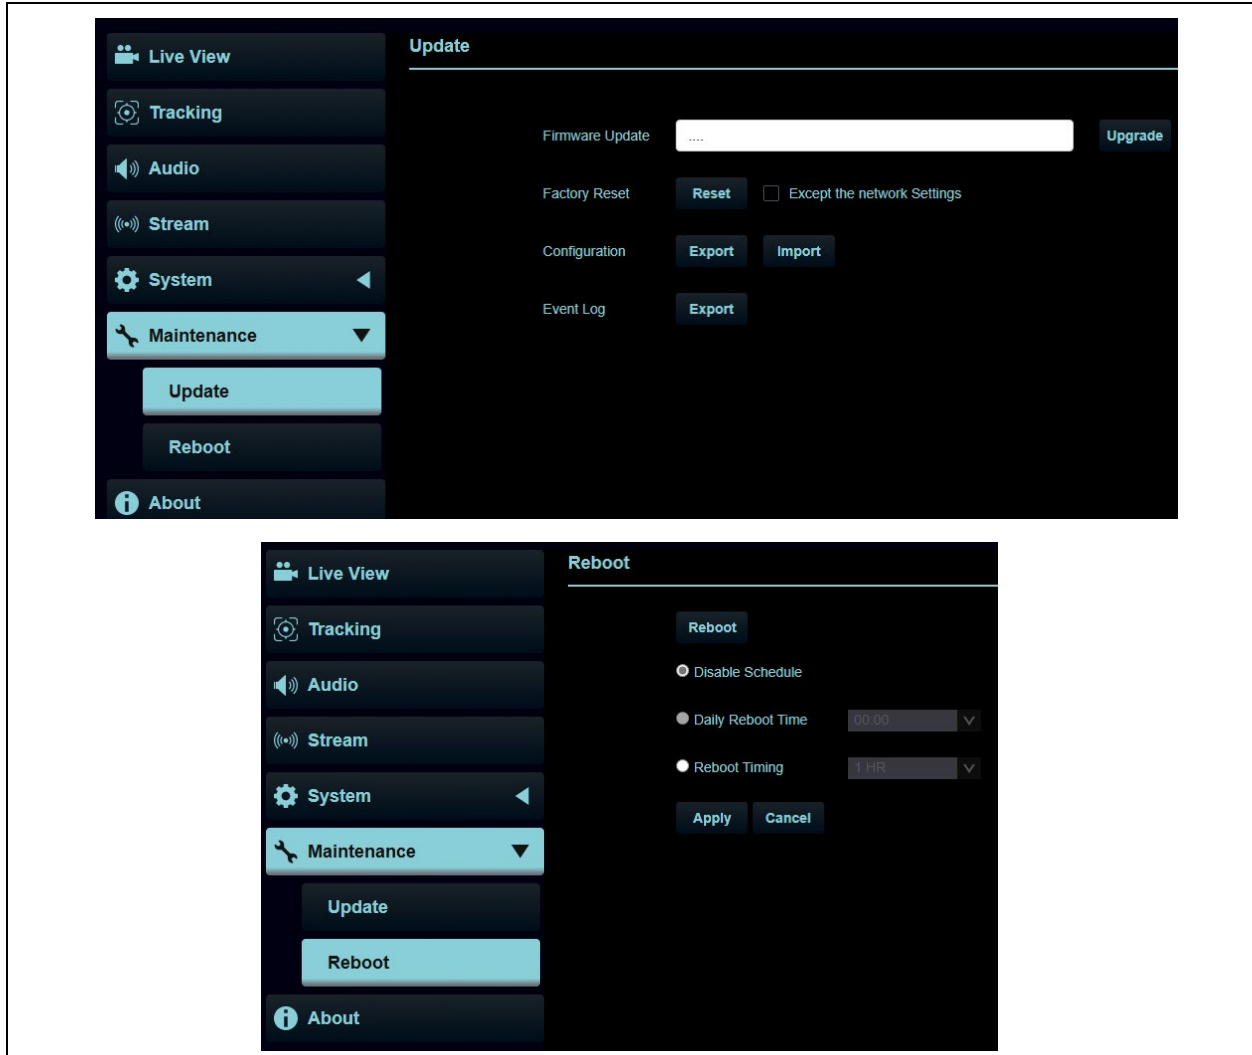 Live View
Tracking
Audio
Stream
System
Maintenance
Update
Reboot
About
Update
Firmware Update .... Upgrade
Factory Reset Reset Except the network Settings
Configuration Export Import
Event Log Export
Live View
Tracking
Audio
Stream
System
Maintenance
Update
Reboot
About
Reboot
Reboot
Disable Schedule
Daily Reboot Time 00:00
Reboot Timing 1 HR
Apply Cancel